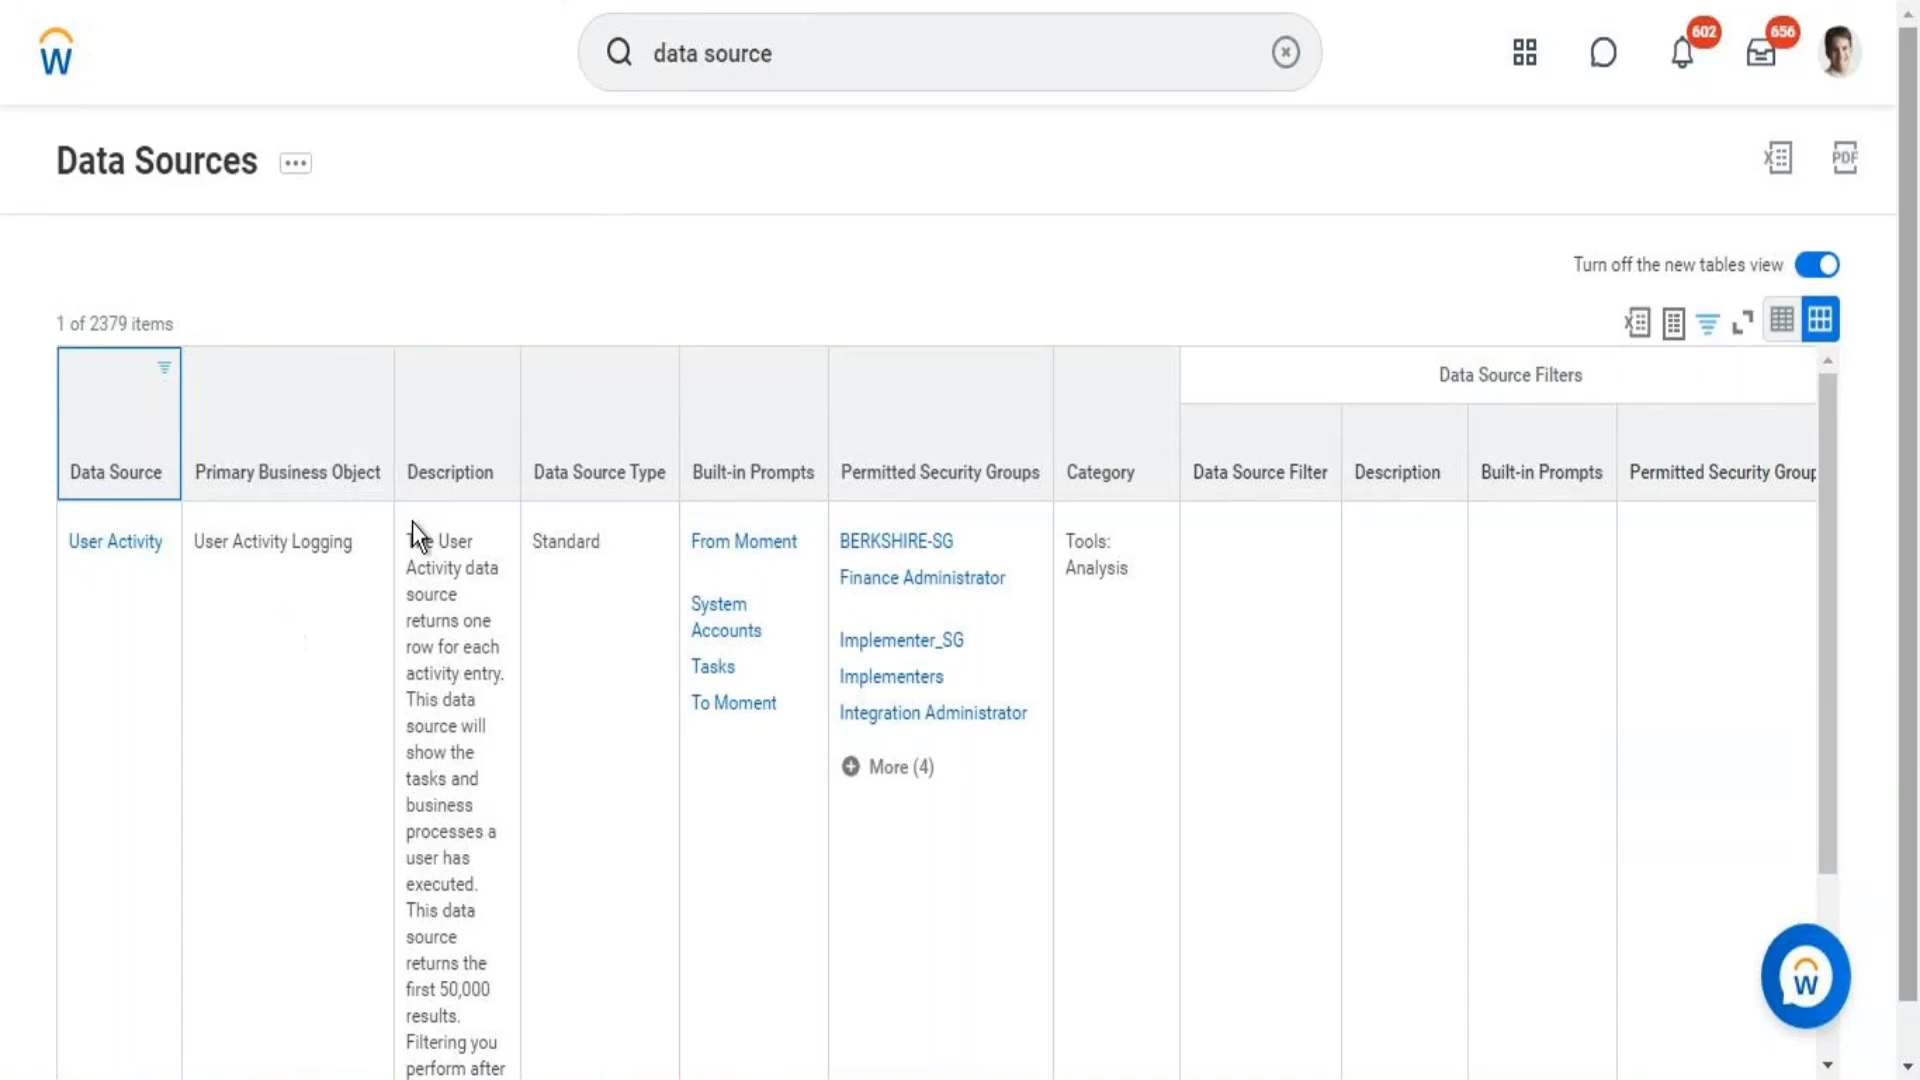 W
data source
602
656
Data Sources
X
PDF
Turn off the new tables view
1 of 2379 items
X
Data Source Filters
Data Source
Primary Business Object
Description
Data Source Type
Built-in Prompts
Permitted Security Groups
Category
Data Source Filter
Description
Built-in Prompts
Permitted Security Group
User Activity
User Activity Logging
User
Activity data
source
returns one
row for each
activity entry.
This data
source will
show the
tasks and
business
processes a
user has
executed.
This data
source
returns the
first 50,000
results.
Filtering you
perform after
Standard
From Moment
System
Accounts
Tasks
To Moment
BERKSHIRE-SG
Finance Administrator
Implementer_SG
Implementers
Integration Administrator
More (4)
Tools:
Analysis
W